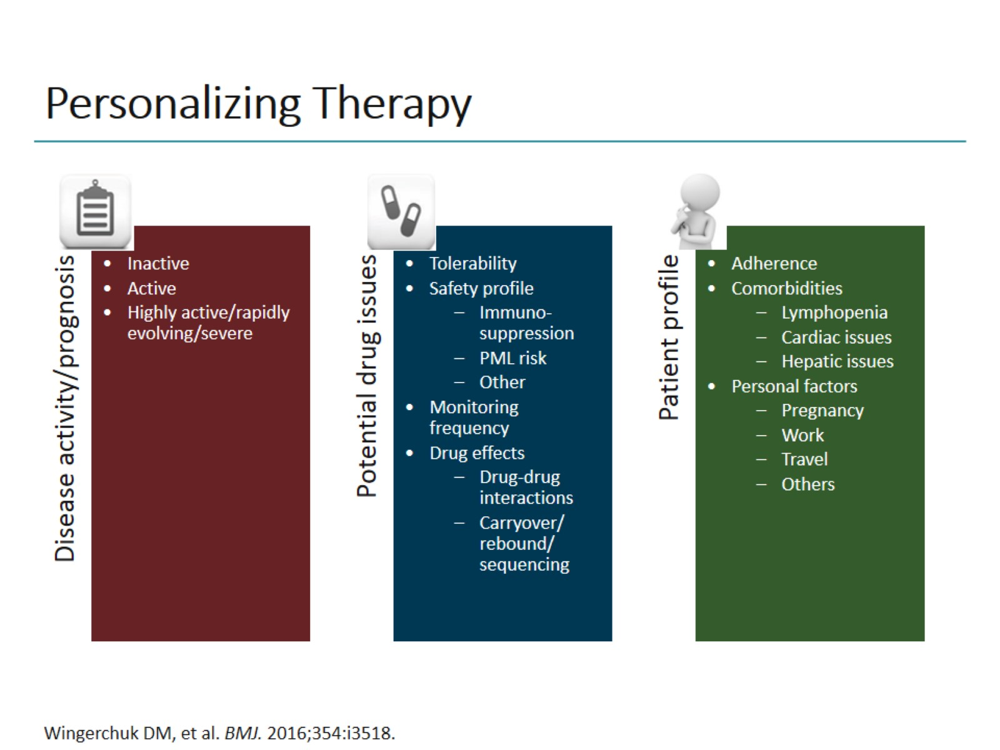 Personalizing Therapy
Disease activity/prognosis
• Inactive
• Active
• Highly active/rapidly
evolving/severe
Potential drug issues
• Tolerability
• Safety profile
– Immuno-
suppression
– PML risk
– Other
• Monitoring
frequency
• Drug effects
– Drug-drug
interactions
– Carryover/
rebound/
sequencing
Patient profile
• Adherence
• Comorbidities
– Lymphopenia
– Cardiac issues
– Hepatic issues
• Personal factors
– Pregnancy
– Work
– Travel
– Others
Wingerchuk DM, et al. BMJ. 2016;354:i3518.